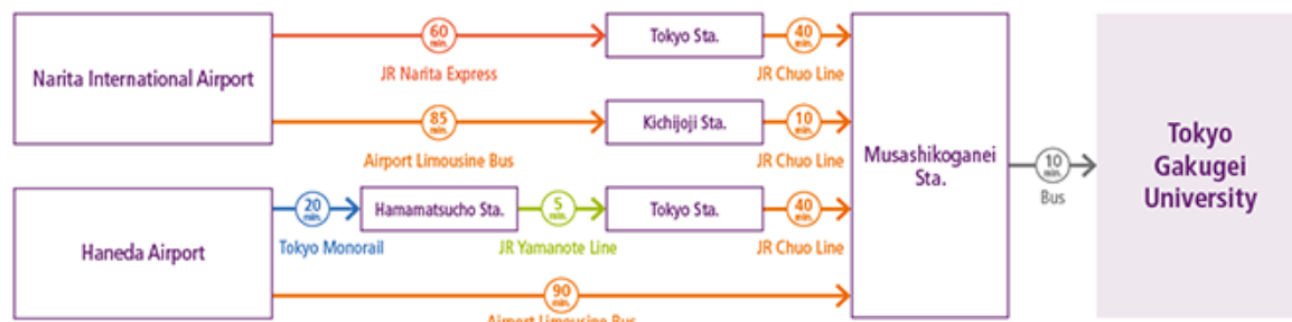 Narita International Airport
60
min.
JR Narita Express
Tokyo Sta.
40
min.
JR Chuo Line
85
min.
Airport Limousine Bus
Kichijoji Sta.
10
min.
JR Chuo Line
Haneda Airport
20
min.
Tokyo Monorail
Hamamatsucho Sta.
5
min.
JR Yamanote Line
Tokyo Sta.
40
min.
JR Chuo Line
90
min.
Airport Limousine Bus
Musashikoganei
Sta.
10
min.
Bus
Tokyo
Gakugei
University